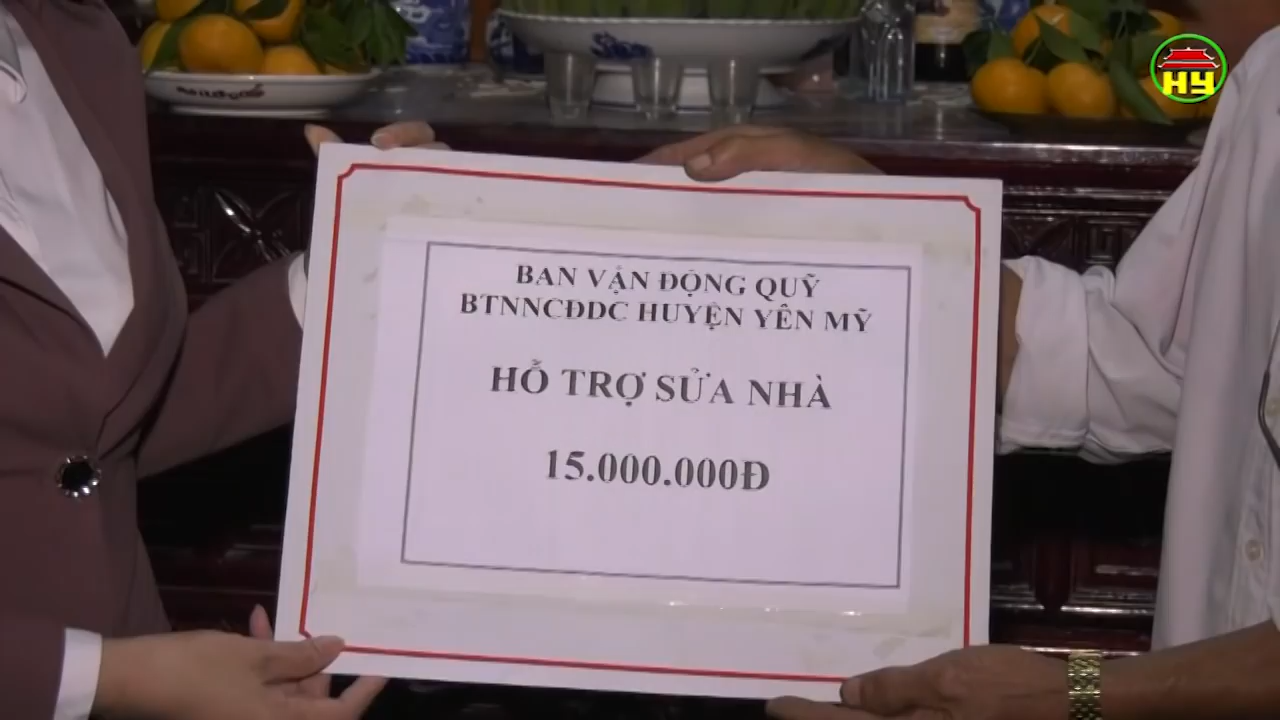 HY
BAN VẬN ĐỘNG QUỸ
BTNNCĐDC HUYỆN YÊN MỸ
HỖ TRỢ SỬA NHÀ
15.000.000Đ